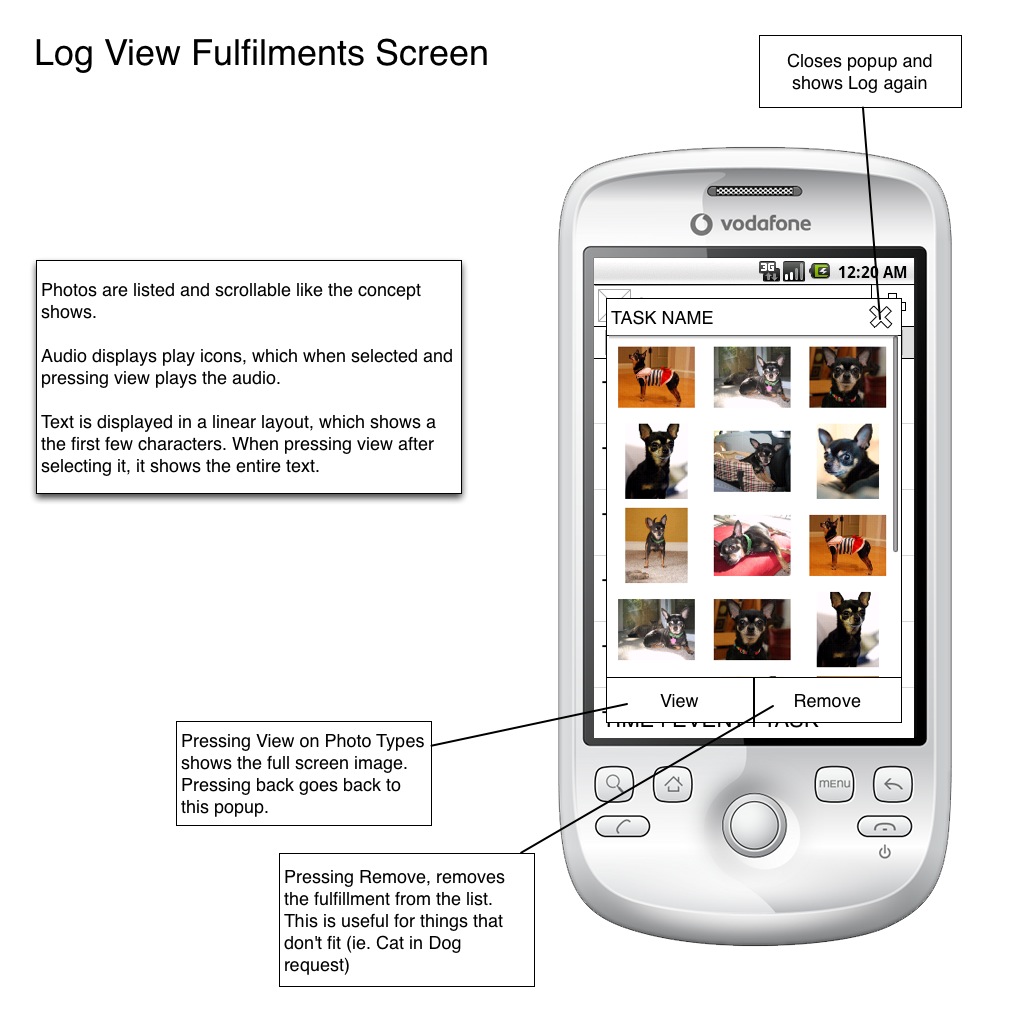 Log View Fulfilments Screen
Closes popup and
shows Log again
vodafone
3G
12:20 AM
Photos are listed and scrollable like the concept
shows.
Audio displays play icons, which when selected and
pressing view plays the audio.
Text is displayed in a linear layout, which shows a
the first few characters. When pressing view after
selecting it, it shows the entire text.
TASK NAME
View
Remove
Pressing View on Photo Types
shows the full screen image.
Pressing back goes back to
this popup.
MENU
Pressing Remove, removes
the fulfillment from the list.
This is useful for things that
don't fit (ie. Cat in Dog
request)